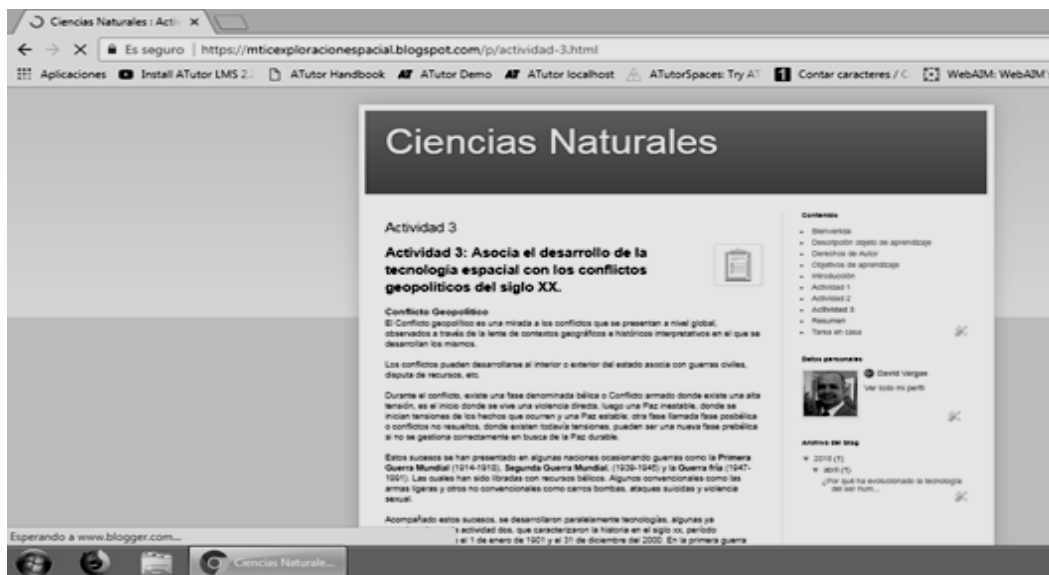 Ciencias Naturales : Activ
Es seguro | https://mticexploracionespacial.blogspot.com/p/actividad-3.html
Aplicaciones Install ATutor LMS 2. ATutor Handbook ATutor Demo ATutor localhost ATutorSpaces: Try AT Contar caracteres / C WebAIM: WebAIM's
Ciencias Naturales
Actividad 3
Actividad 3: Asocia el desarrollo de la
tecnología espacial con los conflictos
geopolíticos del siglo XX.
Conflicto Geopolítico
El Conflicto geopolítico es una mirada a los conflictos que se presentan a nivel global,
observados a través de la lente de contextos geográficos e históricos interpretativos en el que se
desarrollan los mismos.
Los conflictos pueden desarrollarse al interior o exterior del estado asocia con guerras civiles,
disputa de recursos, etc.
Durante el conflicto, existe una fase denominada bélica o Conflicto armado donde existe una alta
tensión, es el inicio donde se vive una violencia directa, luego una Paz inestable, donde se
inician tensiones de los hechos que ocurren y una Paz estable; otra fase llamada fase posbélica
o conflictos no resueltos, donde existen todavía tensiones, pueden ser una nueva fase prebélica
si no se gestiona correctamente en busca de la Paz durable.
Estos sucesos se han presentado en algunas naciones ocasionando guerras como la Primera
Guerra Mundial (1914-1918), Segunda Guerra Mundial, (1939-1945) y la Guerra fría (1947-
1991). Las cuales han sido libradas con recursos bélicos. Algunos convencionales como las
armas ligeras y otros no convencionales como carros bombas, ataques suicidas y violencia
sexual.
Acompañado estos sucesos, se desarrollaron paralelamente tecnologías, algunas ya
actividad dos, que caracterizaron la historia en el siglo xx, período
el 1 de enero de 1901 y el 31 de diciembre del 2000. En la primera guerra
Contenido
Bienvenida
Descripción objeto de aprendizaje
Derechos de Autor
Objetivos de aprendizaje
Introducción
Actividad 1
Actividad 2
Actividad 3
Resumen
Tarea en casa
Datos personales
David Vargas
Ver todo mi perfil
Archivo del blog
▼ 2018 (1)
▼ abril (1)
¿Por qué ha evolucionado la tecnología
del ser hum...
Esperando a www.blogger.com...
Ciencias Naturale...